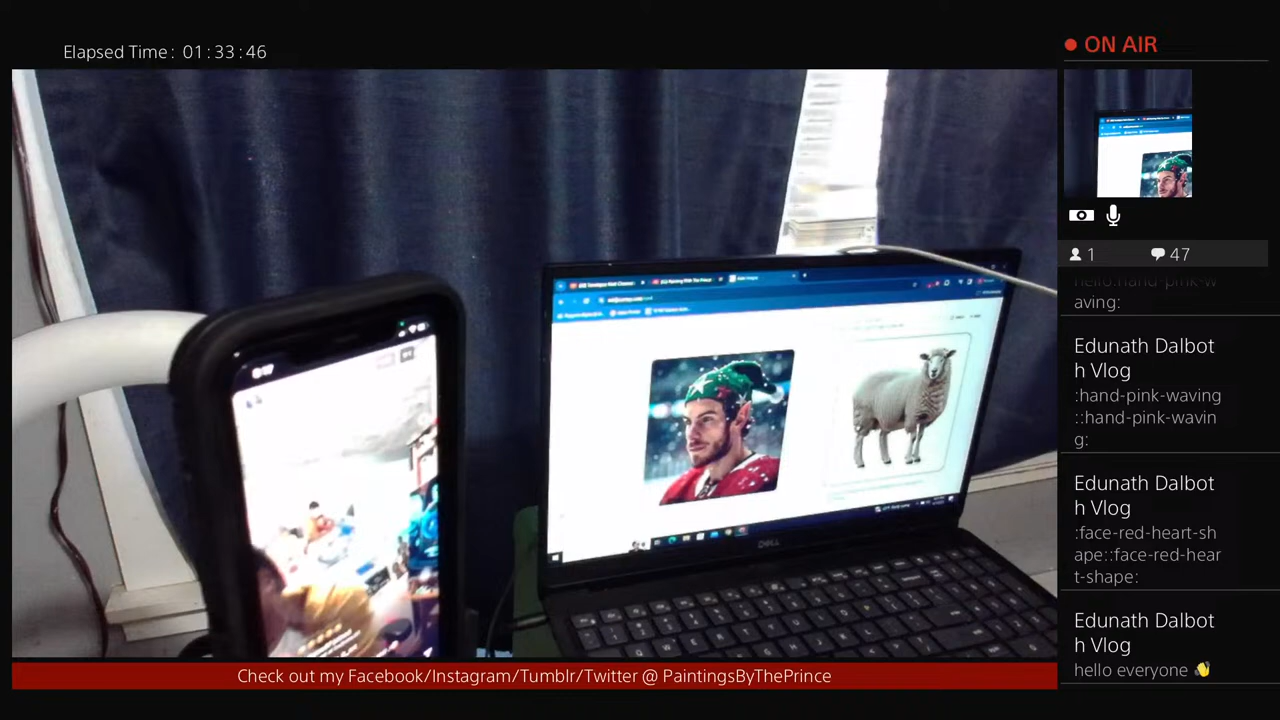 Elapsed Time: 01:33:46
ON AIR
1
47
aving:
Edunath Dalbot
h Vlog
:hand-pink-waving
::hand-pink-wavin
g:
Edunath Dalbot
h Vlog
:face-red-heart-sh
ape::face-red-hear
t-shape:
Edunath Dalbot
h Vlog
hello everyone 👋
DELL
Check out my Facebook/Instagram/Tumblr/Twitter @ PaintingsByThePrince